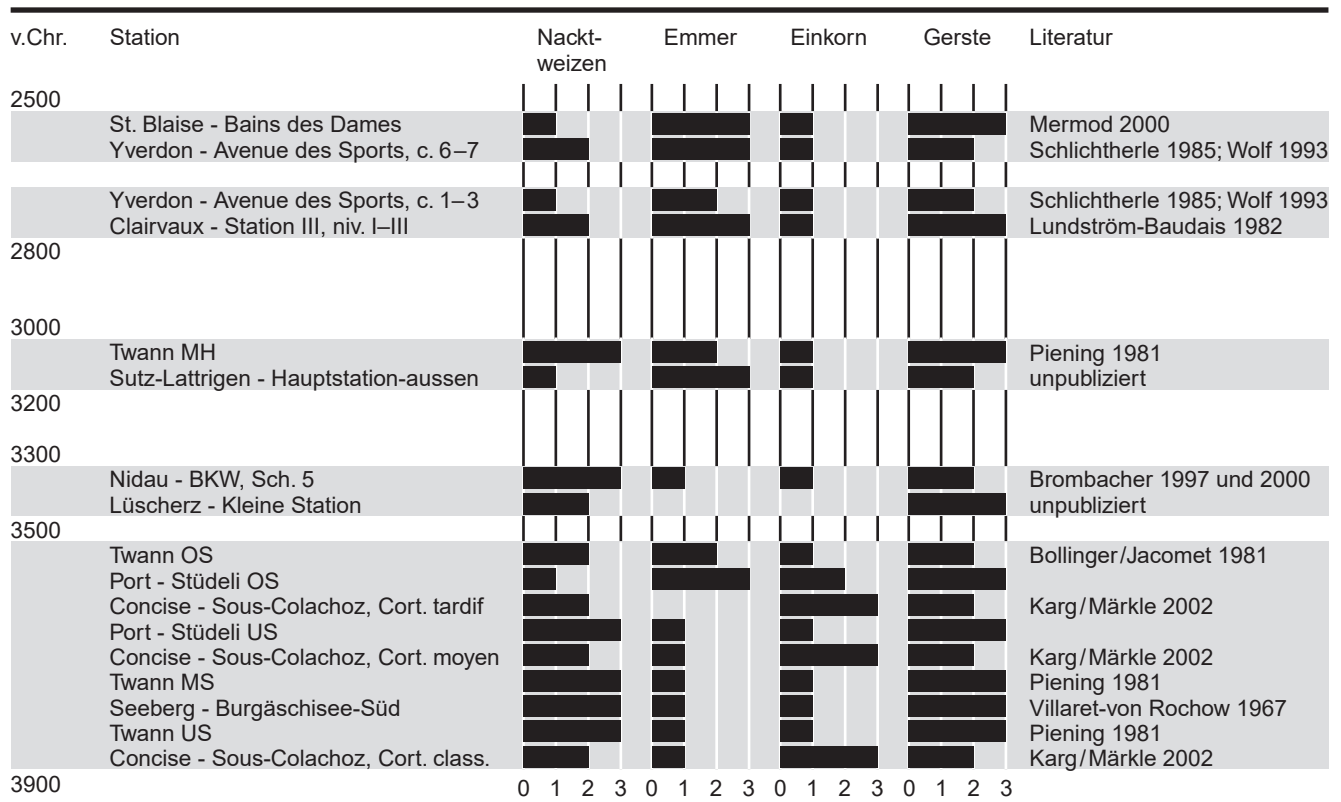 v.Chr. Station Nackt- Emmer Einkorn Gerste Literatur
weizen
2500
St. Blaise - Bains des Dames Mermod 2000
Yverdon - Avenue des Sports, c. 6–7 Schlichtherle 1985; Wolf 1993
Yverdon - Avenue des Sports, c. 1–3 Schlichtherle 1985; Wolf 1993
Clairvaux - Station III, niv. I–III Lundström-Baudais 1982
2800
3000
Twann MH Piening 1981
Sutz-Lattrigen - Hauptstation-aussen unpubliziert
3200
3300
Nidau - BKW, Sch. 5 Brombacher 1997 und 2000
Lüscherz - Kleine Station unpubliziert
3500
Twann OS Bollinger/Jacomet 1981
Port - Stüdeli OS
Concise - Sous-Colachoz, Cort. tardif Karg/Märkle 2002
Port - Stüdeli US
Concise - Sous-Colachoz, Cort. moyen Karg/Märkle 2002
Twann MS Piening 1981
Seeberg - Burgäschisee-Süd Villaret-von Rochow 1967
Twann US Piening 1981
Concise - Sous-Colachoz, Cort. class. Karg/Märkle 2002
3900 0 1 2 3 0 1 2 3 0 1 2 3 0 1 2 3